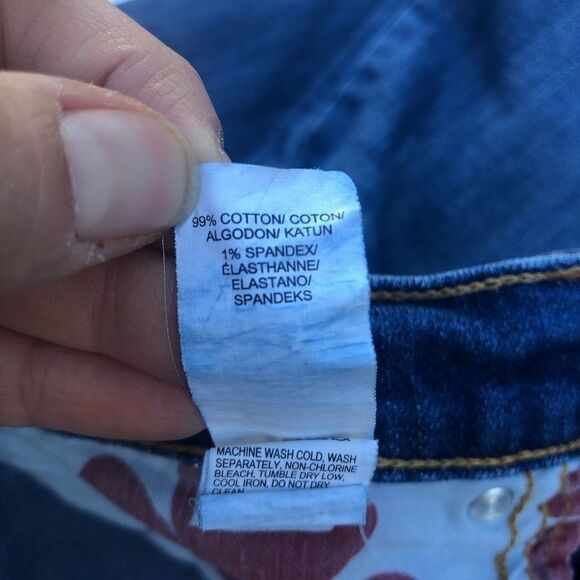 99% COTTON/ COTON/
ALGODON/ KATUN
1% SPANDEX/
ÉLASTHANNE/
ELASTANO/
SPANDEKS
MACHINE WASH COLD, WASH
SEPARATELY, NON-CHLORINE
BLEACH, TUMBLE DRY LOW,
COOL IRON, DO NOT DRY
CLEAN